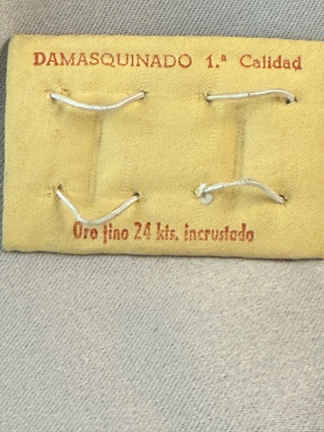 DAMASQUINADO 1.ª Calidad
Oro fino 24 kts. incrustado